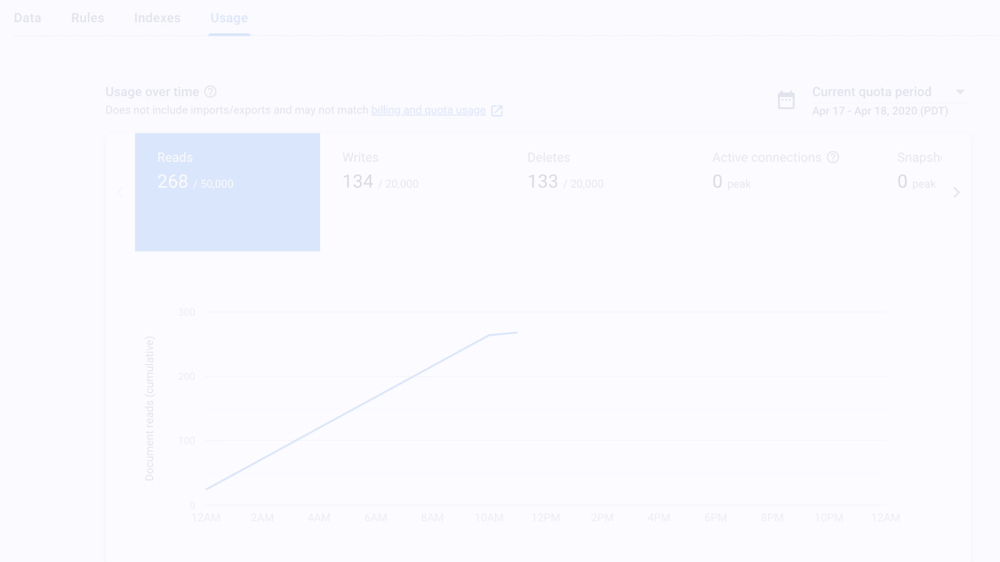 Data Rules Indexes Usage
Usage over time
Current quota period
Does not include imports/exports and may not match billing and quota usage
Apr 17 - Apr 18, 2020 (PDT)
Reads Writes Deletes Active connections Snapsh
268 / 50,000 134 / 20,000 133 / 20,000 0 peak 0 peak
Document reads (cumulative)
300
200
100
0
12AM 2AM 4AM 6AM 8AM 10AM 12PM 2PM 4PM 6PM 8PM 10PM 12AM